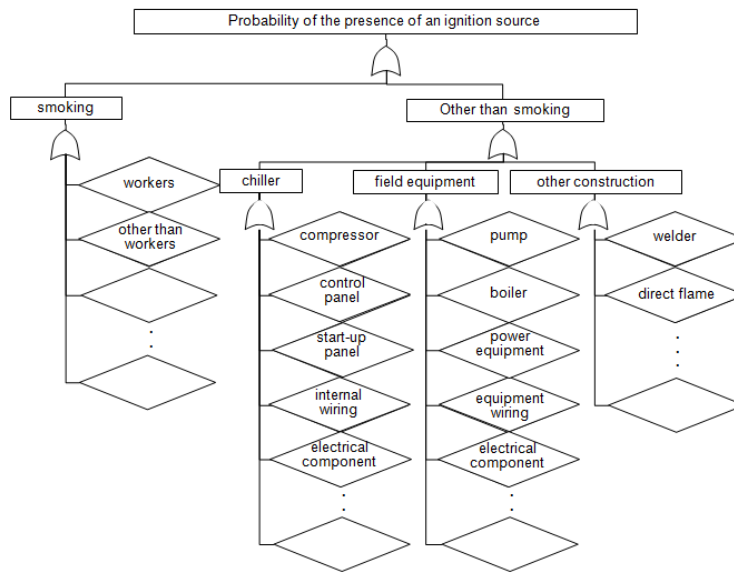 Probability of the presence of an ignition source
smoking
Other than smoking
workers
other than
workers
chiller
field equipment
other construction
compressor
control
panel
start-up
panel
internal
wiring
electrical
component
pump
boiler
power
equipment
equipment
wiring
electrical
component
welder
direct flame